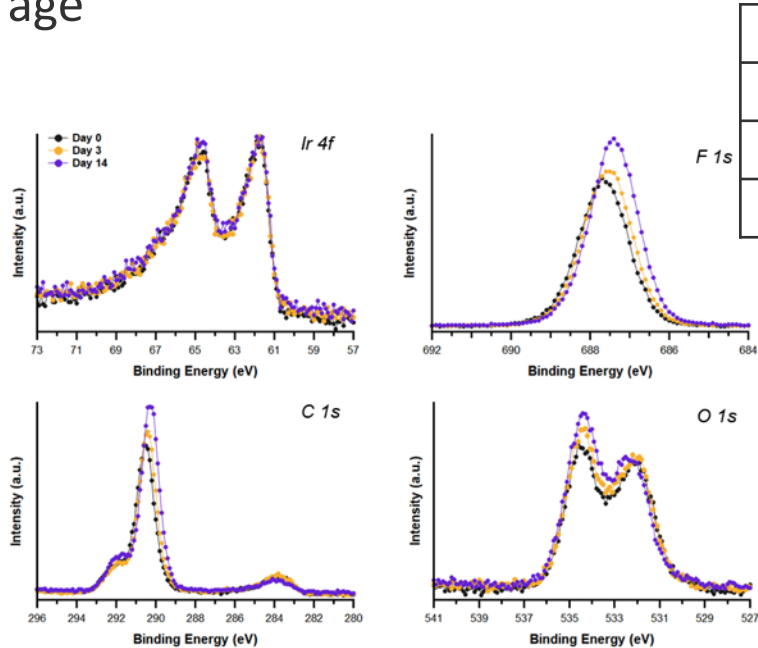 age
Day 0
Day 3
Day 14
Ir 4f
Intensity (a.u.)
73 71 69 67 65 63 61 59 57
Binding Energy (eV)
F 1s
Intensity (a.u.)
692 690 688 686 684
Binding Energy (eV)
C 1s
Intensity (a.u.)
296 294 292 290 288 286 284 282 280
Binding Energy (eV)
O 1s
Intensity (a.u.)
541 539 537 535 533 531 529 527
Binding Energy (eV)